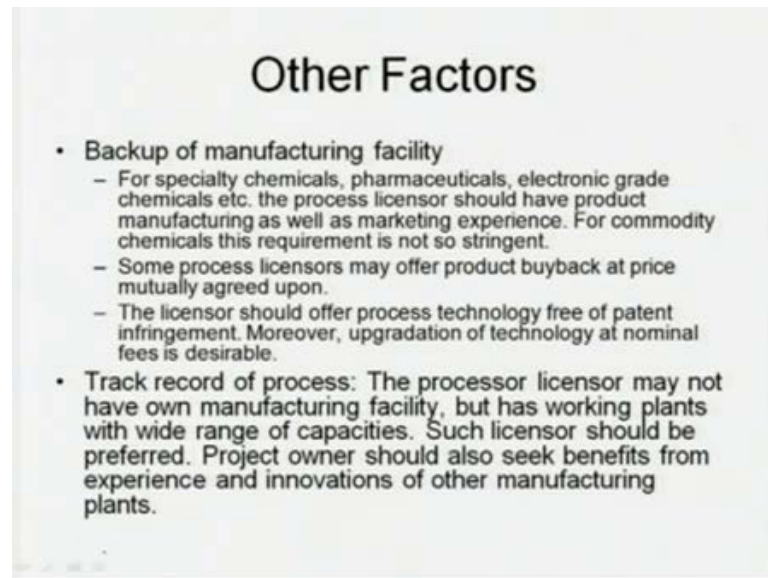 Other Factors
• Backup of manufacturing facility
– For specialty chemicals, pharmaceuticals, electronic grade
chemicals etc. the process licensor should have product
manufacturing as well as marketing experience. For commodity
chemicals this requirement is not so stringent.
– Some process licensors may offer product buyback at price
mutually agreed upon.
– The licensor should offer process technology free of patent
infringement. Moreover, upgradation of technology at nominal
fees is desirable.
• Track record of process: The processor licensor may not
have own manufacturing facility, but has working plants
with wide range of capacities. Such licensor should be
preferred. Project owner should also seek benefits from
experience and innovations of other manufacturing
plants.